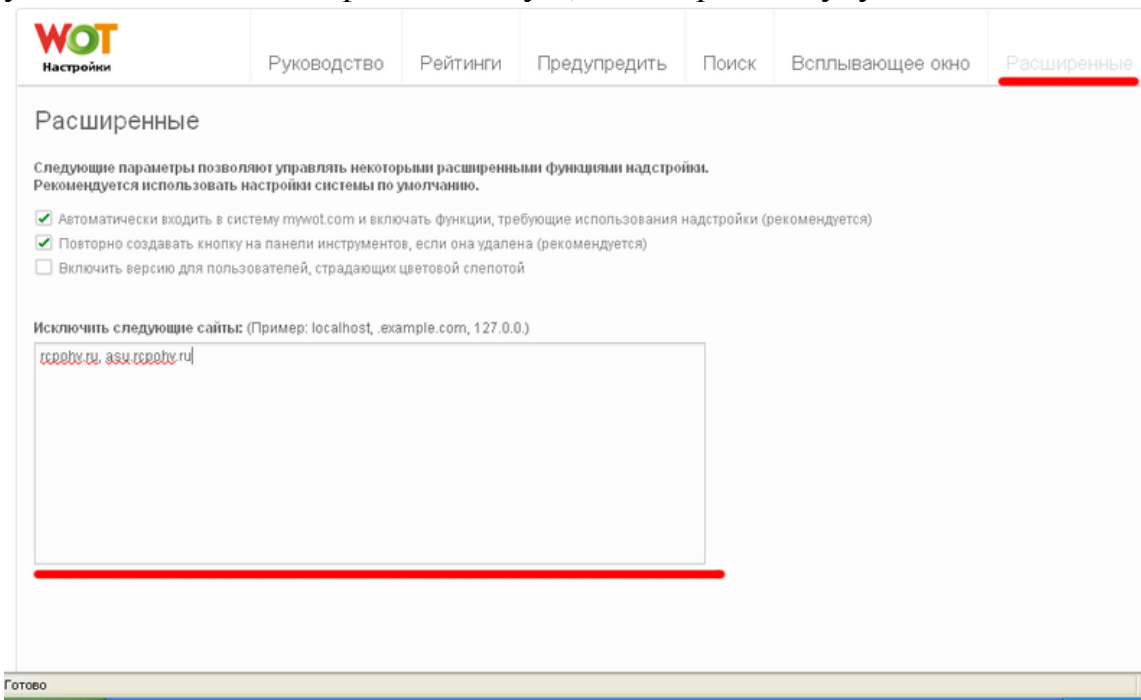 WOT
Настройки
Руководство
Рейтинги
Предупредить
Поиск
Всплывающее окно
Расширенные
Расширенные
Следующие параметры позволяют управлять некоторыми расширенными функциями надстройки.
Рекомендуется использовать настройки системы по умолчанию.
Автоматически входить в систему mywot.com и включать функции, требующие использования надстройки (рекомендуется)
Повторно создавать кнопку на панели инструментов, если она удалена (рекомендуется)
Включить версию для пользователей, страдающих цветовой слепотой
Исключить следующие сайты: (Пример: localhost, .example.com, 127.0.0.)
rcpohv.ru, asu.rcpohv.ru
Готово